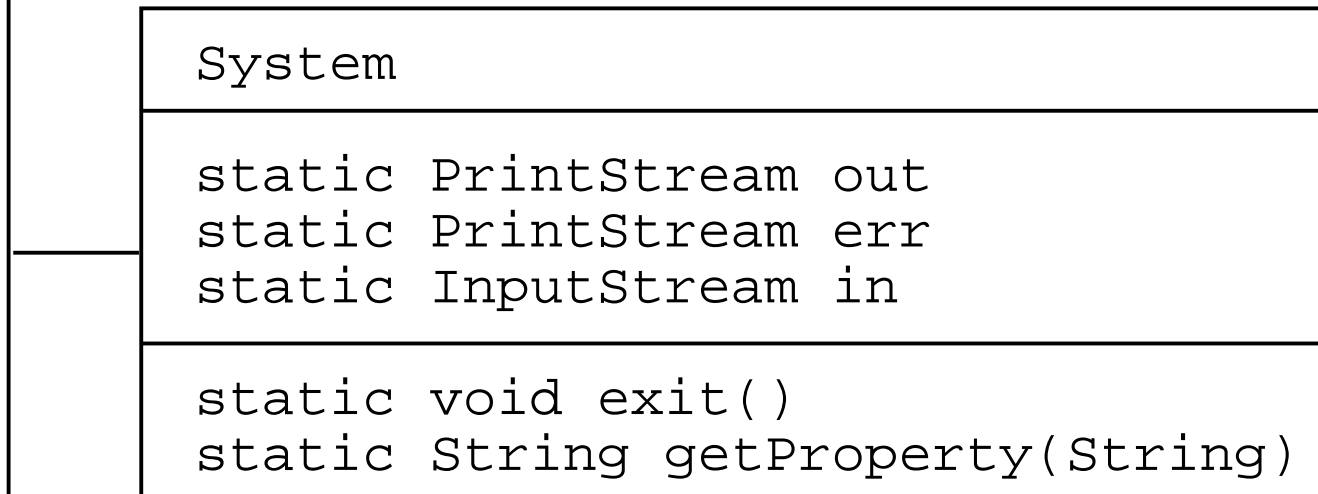 System
static PrintStream out
static PrintStream err
static InputStream in
static void exit()
static String getProperty(String)